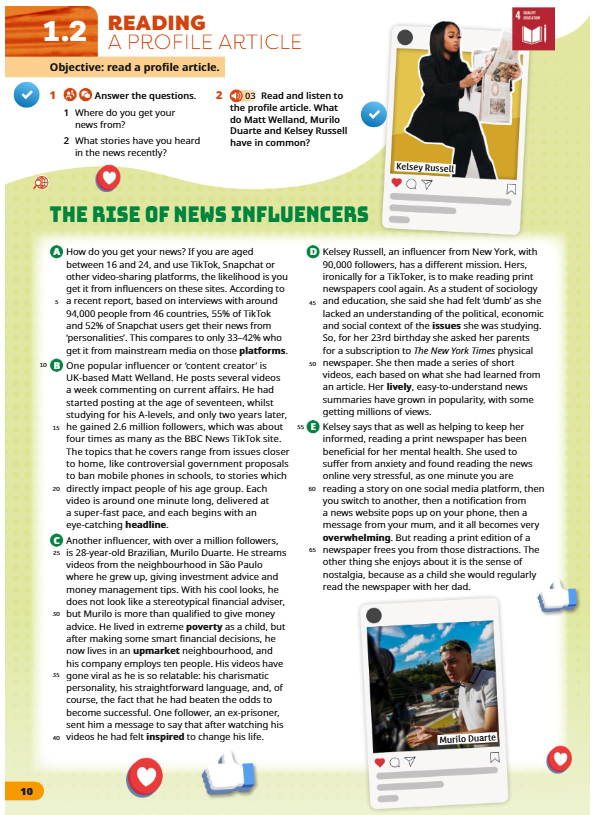 1.2
READING
A PROFILE ARTICLE
4 QUALITY
EDUCATION
Objective: read a profile article.
1 Answer the questions.
1 Where do you get your
news from?
2 What stories have you heard
in the news recently?
2 03 Read and listen to
the profile article. What
do Matt Welland, Murilo
Duarte and Kelsey Russell
have in common?
Kelsey Russell
THE RISE OF NEWS INFLUENCERS
A How do you get your news? If you are aged
between 16 and 24, and use TikTok, Snapchat or
other video-sharing platforms, the likelihood is you
get it from influencers on these sites. According to
5 a recent report, based on interviews with around
94,000 people from 46 countries, 55% of TikTok
and 52% of Snapchat users get their news from
'personalities'. This compares to only 33–42% who
get it from mainstream media on those platforms.
10 B One popular influencer or 'content creator' is
UK-based Matt Welland. He posts several videos
a week commenting on current affairs. He had
started posting at the age of seventeen, whilst
studying for his A-levels, and only two years later,
15 he gained 2.6 million followers, which was about
four times as many as the BBC News TikTok site.
The topics that he covers range from issues closer
to home, like controversial government proposals
to ban mobile phones in schools, to stories which
20 directly impact people of his age group. Each
video is around one minute long, delivered at
a super-fast pace, and each begins with an
eye-catching headline.
C Another influencer, with over a million followers,
25 is 28-year-old Brazilian, Murilo Duarte. He streams
videos from the neighbourhood in São Paulo
where he grew up, giving investment advice and
money management tips. With his cool looks, he
does not look like a stereotypical financial adviser,
30 but Murilo is more than qualified to give money
advice. He lived in extreme poverty as a child, but
after making some smart financial decisions, he
now lives in an upmarket neighbourhood, and
his company employs ten people. His videos have
35 gone viral as he is so relatable: his charismatic
personality, his straightforward language, and, of
course, the fact that he had beaten the odds to
become successful. One follower, an ex-prisoner,
sent him a message to say that after watching his
40 videos he had felt inspired to change his life.
D Kelsey Russell, an influencer from New York, with
90,000 followers, has a different mission. Hers,
ironically for a TikToker, is to make reading print
newspapers cool again. As a student of sociology
45 and education, she said she had felt 'dumb' as she
lacked an understanding of the political, economic
and social context of the issues she was studying.
So, for her 23rd birthday she asked her parents
for a subscription to The New York Times physical
50 newspaper. She then made a series of short
videos, each based on what she had learned from
an article. Her lively, easy-to-understand news
summaries have grown in popularity, with some
getting millions of views.
55 E Kelsey says that as well as helping to keep her
informed, reading a print newspaper has been
beneficial for her mental health. She used to
suffer from anxiety and found reading the news
online very stressful, as one minute you are
60 reading a story on one social media platform, then
you switch to another, then a notification from
a news website pops up on your phone, then a
message from your mum, and it all becomes very
overwhelming. But reading a print edition of a
65 newspaper frees you from those distractions. The
other thing she enjoys about it is the sense of
nostalgia, because as a child she would regularly
read the newspaper with her dad.
Murilo Duarte
10